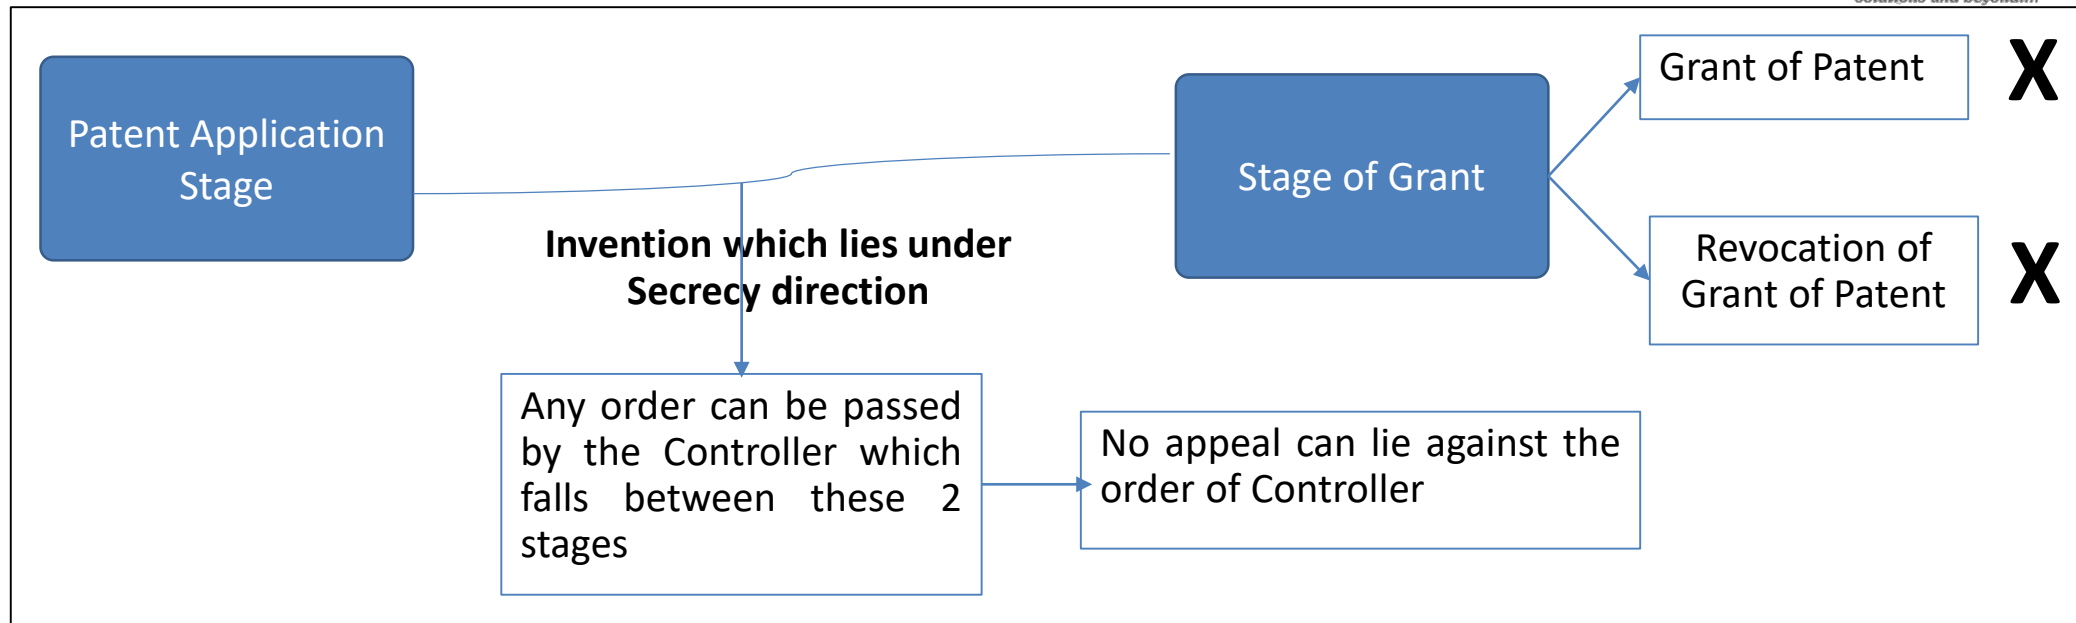 Patent Application
Stage
Stage of Grant
Grant of Patent
X
Revocation of
Grant of Patent
X
Invention which lies under
Secrecy direction
Any order can be passed
by the Controller which
falls between these 2
stages
No appeal can lie against the
order of Controller